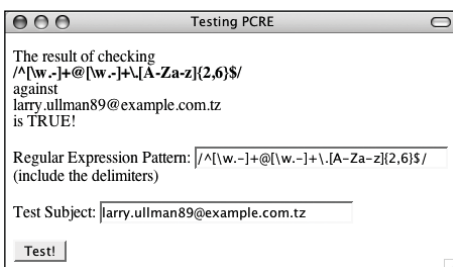 Testing PCRE
The result of checking
/^[\w.-]+@[\w.-]+\.[A-Za-z]{2,6}$/
against
larry.ullman89@example.com.tz
is TRUE!
Regular Expression Pattern: /^[\w.-]+@[\w.-]+\.[A-Za-z]{2,6}$/
(include the delimiters)
Test Subject: larry.ullman89@example.com.tz
Test!